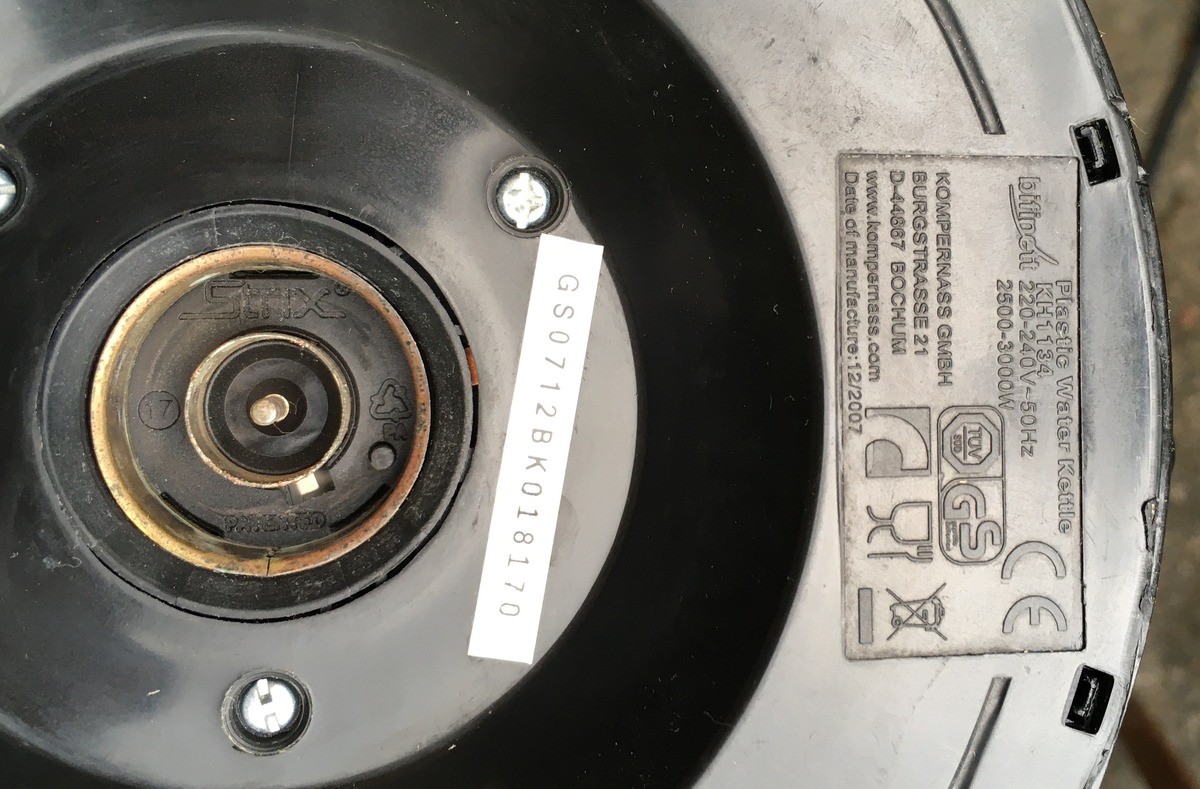 Plastic Water Kettle
KH1134
bifinett 220-240V~50Hz
2500-3000W
TÜV
SÜD
GS
CE
KOMPERNASS GMBH
BURGSTRASSE 21
D-44867 BOCHUM
www.kompernass.com
Date of manufacture:12/2007
GS0712BK018170
Strix®
17
PATENTED